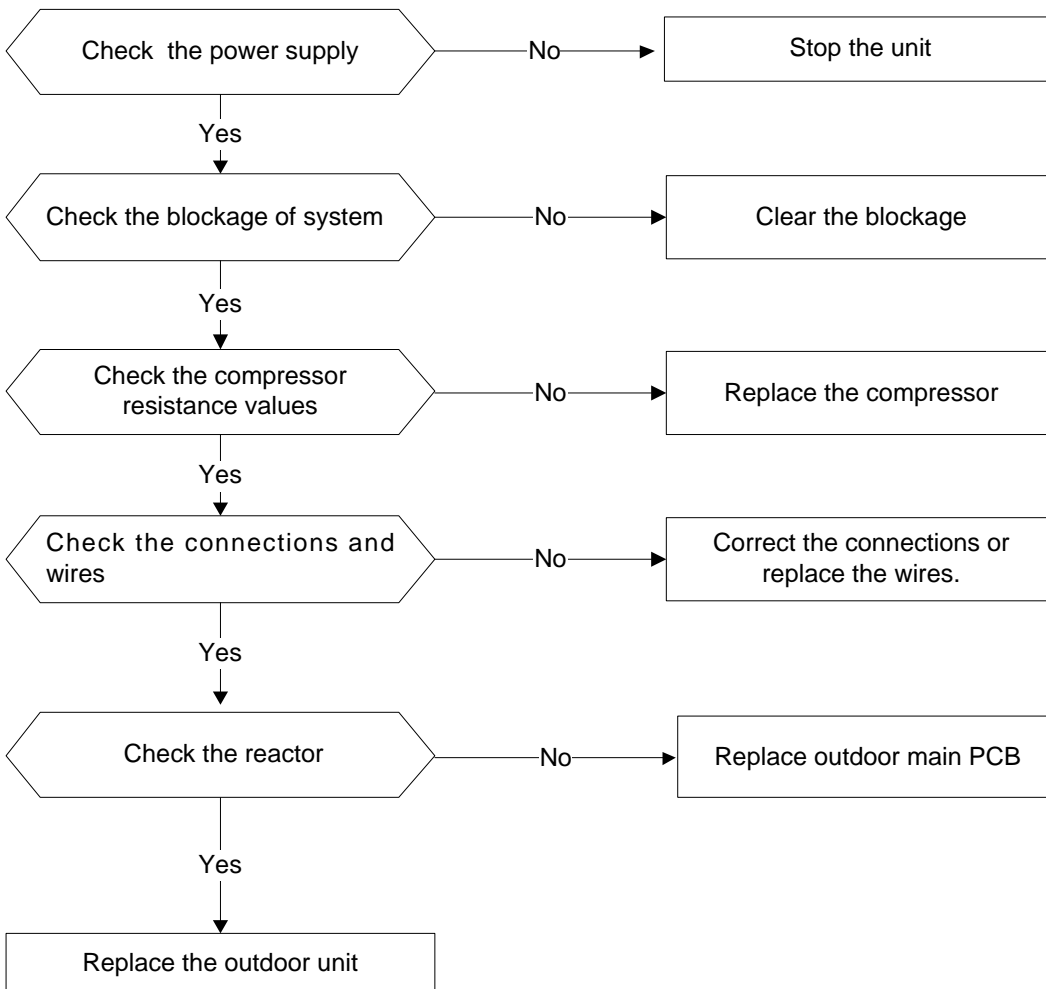 Check the power supply
No
Stop the unit
Yes
Check the blockage of system
No
Clear the blockage
Yes
Check the compressor
resistance values
No
Replace the compressor
Yes
Check the connections and
wires
No
Correct the connections or
replace the wires.
Yes
Check the reactor
No
Replace outdoor main PCB
Yes
Replace the outdoor unit